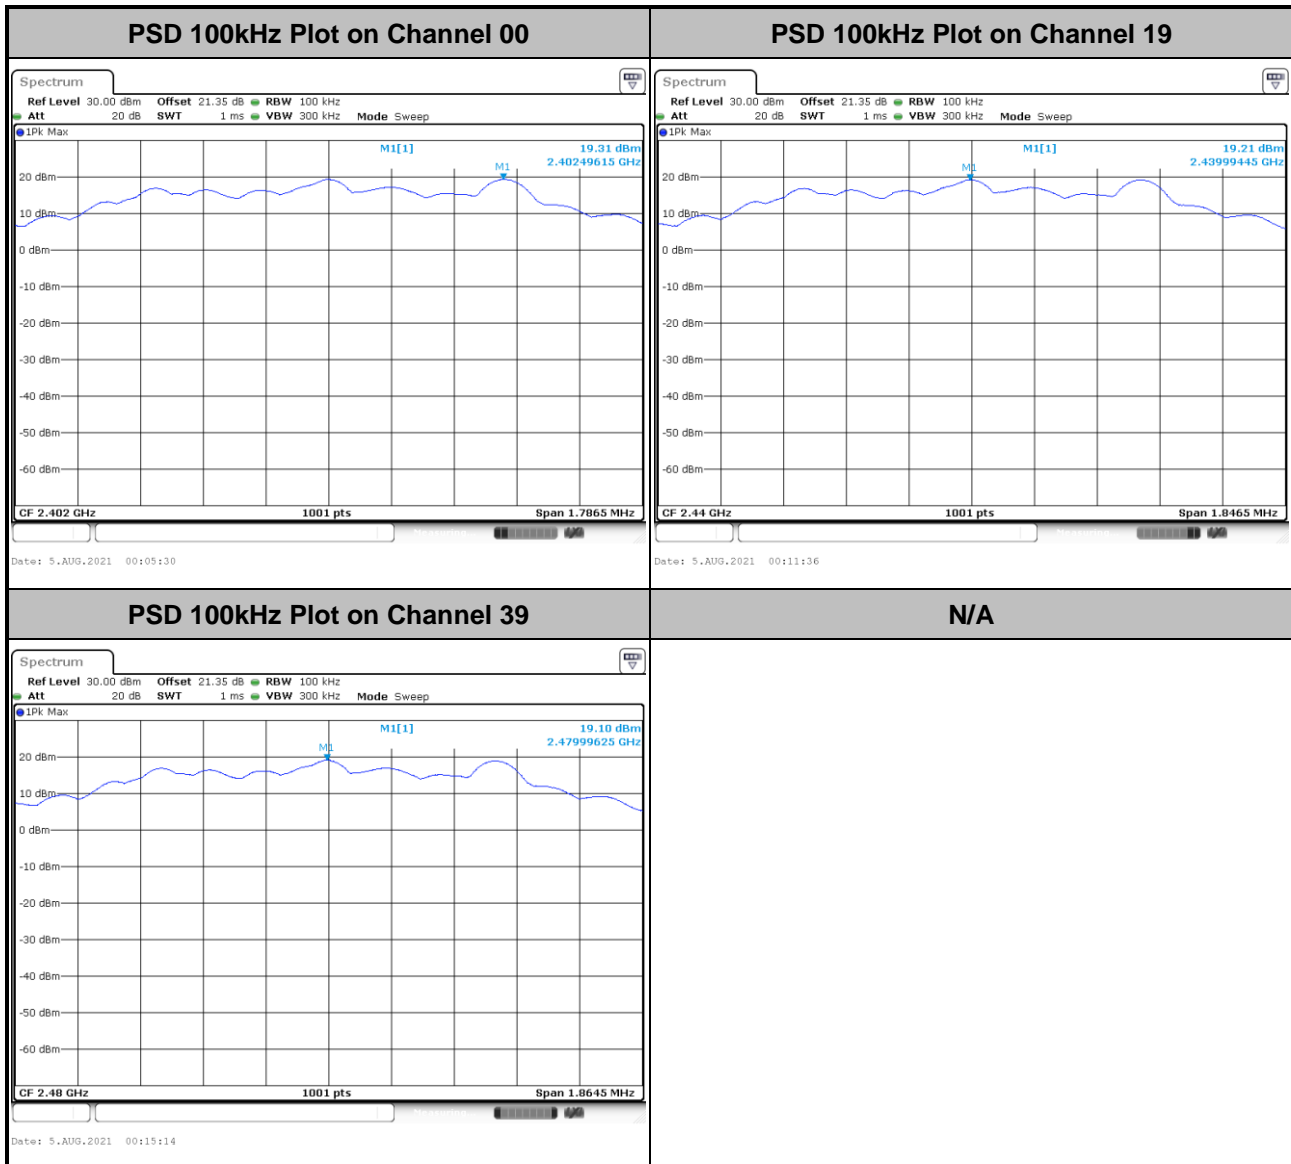 PSD 100kHz Plot on Channel 00
Spectrum
Ref Level 30.00 dBm Offset 21.35 dB RBW 100 kHz
Att 20 dB SWT 1 ms VBW 300 kHz Mode Sweep
1Pk Max
M1[1] 19.31 dBm
2.40249615 GHz
M1
20 dBm
10 dBm
0 dBm
-10 dBm
-20 dBm
-30 dBm
-40 dBm
-50 dBm
-60 dBm
CF 2.402 GHz 1001 pts Span 1.7865 MHz
Measuring
Date: 5.AUG.2021 00:05:30
PSD 100kHz Plot on Channel 19
Spectrum
Ref Level 30.00 dBm Offset 21.35 dB RBW 100 kHz
Att 20 dB SWT 1 ms VBW 300 kHz Mode Sweep
1Pk Max
M1[1] 19.21 dBm
2.43999445 GHz
M1
20 dBm
10 dBm
0 dBm
-10 dBm
-20 dBm
-30 dBm
-40 dBm
-50 dBm
-60 dBm
CF 2.44 GHz 1001 pts Span 1.8465 MHz
Measuring
Date: 5.AUG.2021 00:11:36
PSD 100kHz Plot on Channel 39
Spectrum
Ref Level 30.00 dBm Offset 21.35 dB RBW 100 kHz
Att 20 dB SWT 1 ms VBW 300 kHz Mode Sweep
1Pk Max
M1[1] 19.10 dBm
2.47999625 GHz
M1
20 dBm
10 dBm
0 dBm
-10 dBm
-20 dBm
-30 dBm
-40 dBm
-50 dBm
-60 dBm
CF 2.48 GHz 1001 pts Span 1.8645 MHz
Measuring
Date: 5.AUG.2021 00:15:14
N/A